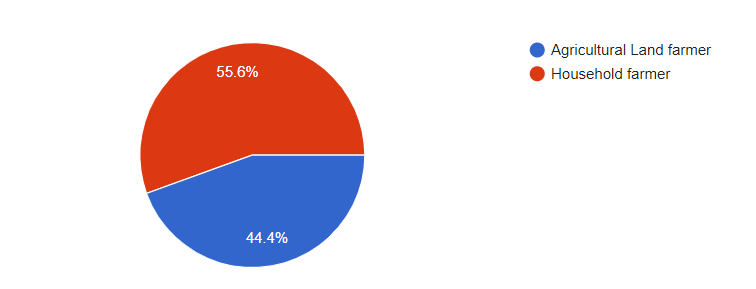 Agricultural Land farmer
Household farmer
55.6%
44.4%